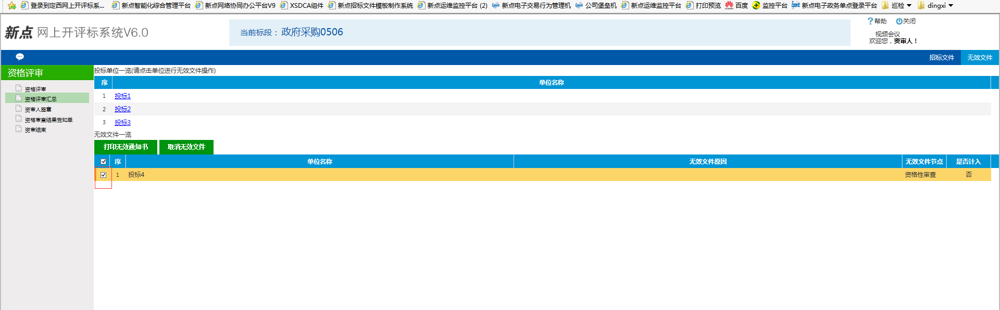 登录到定西网上开评标系... 新点智能化综合管理平台 新点网络协同办公平台V9 XSDCA组件 新点招标文件模板制作系统 新点运维监控平台 (2) 新点电子交易行为管理机 公司堡垒机 新点运维监控平台 打印预览 百度 监控平台 新点电子政务单点登录平台 巡检 dingxi
新点 网上开评标系统V6.0
当前标段： 政府采购0506
帮助 关闭
视频会议
欢迎您，资审人！
招标文件 无效文件
资格评审
资格评审
资格评审汇总
资审人签章
资格审查结果告知单
资审结束
投标单位一览(请点击单位进行无效文件操作)
序 单位名称
1 投标1
2 投标2
3 投标3
无效文件一览
打印无效通知书 取消无效文件
序 单位名称 无效文件原因 无效文件节点 是否计入
1 投标4 资格性审查 否